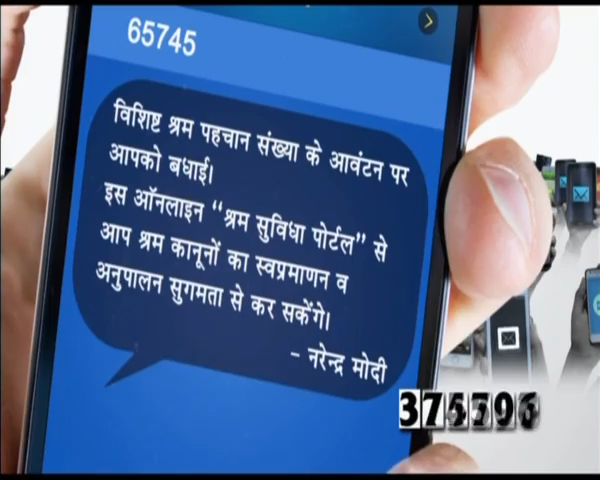 65745
विशिष्ट श्रम पहचान संख्या के आवंटन पर
आपको बधाई।
इस ऑनलाइन “श्रम सुविधा पोर्टल” से
आप श्रम कानूनों का स्वप्रमाणन व
अनुपालन सुगमता से कर सकेंगे।
– नरेन्द्र मोदी